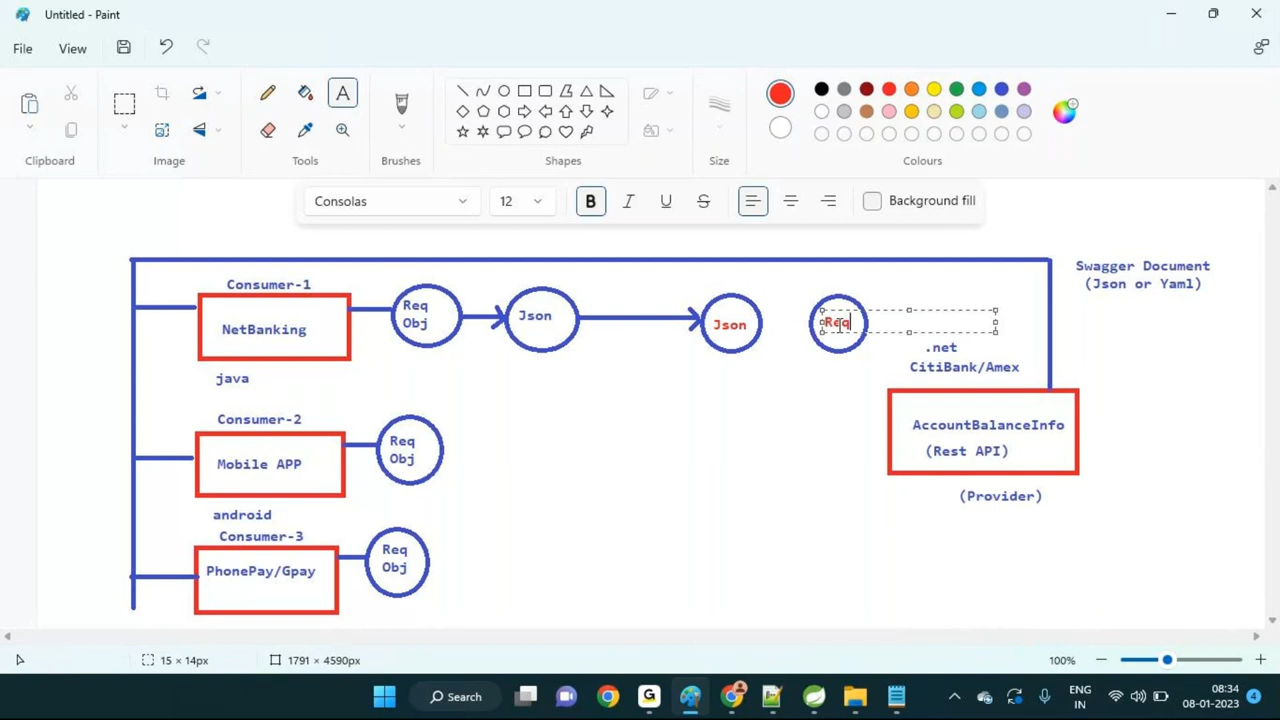 Untitled - Paint
File
View
Clipboard
Image
Tools
Brushes
Shapes
Size
Colours
Consolas
12
B
I
U
S
Background fill
Swagger Document
(Json or Yaml)
Consumer-1
NetBanking
java
Req
Obj
Json
Json
Req
.net
CitiBank/Amex
AccountBalanceInfo
(Rest API)
(Provider)
Consumer-2
Mobile APP
android
Req
Obj
Consumer-3
PhonePay/Gpay
Req
Obj
15 × 14px
1791 × 4590px
100%
Search
ENG
IN
08:34
08-01-2023
4